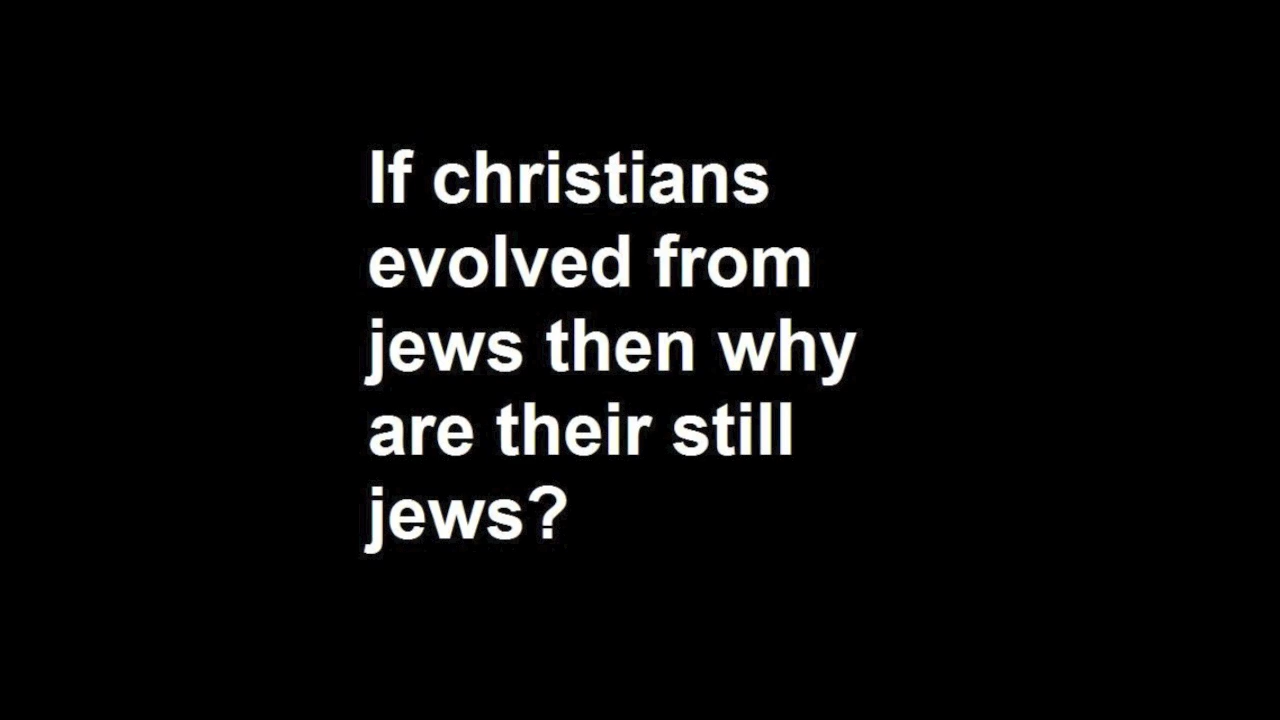 If christians
evolved from
jews then why
are their still
jews?